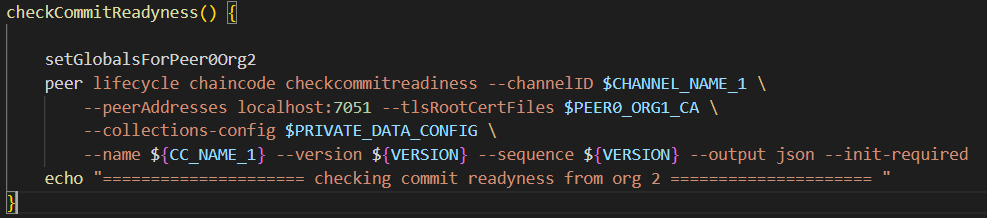 checkCommitReadyness() {
setGlobalsForPeer0Org2
peer lifecycle chaincode checkcommitreadiness --channelID $CHANNEL_NAME_1 \
--peerAddresses localhost:7051 --tlsRootCertFiles $PEER0_ORG1_CA \
--collections-config $PRIVATE_DATA_CONFIG \
--name ${CC_NAME_1} --version ${VERSION} --sequence ${VERSION} --output json --init-required
echo "===================== checking commit readyness from org 2 ===================== "
}